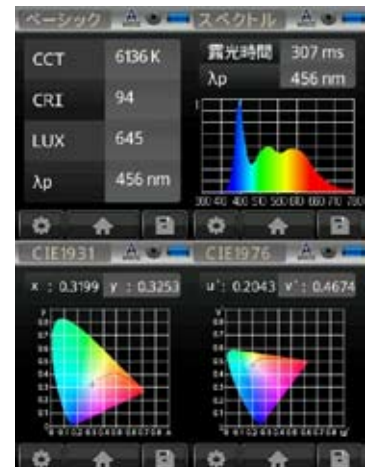 ベーシック
CCT 6136 K
CRI 94
LUX 645
λp 456 nm
スペクトル
露光時間 307 ms
λp 456 nm
1
CIE1931
x : 0.3199 y : 0.3253
CIE1976
u' : 0.2043 v' : 0.4674